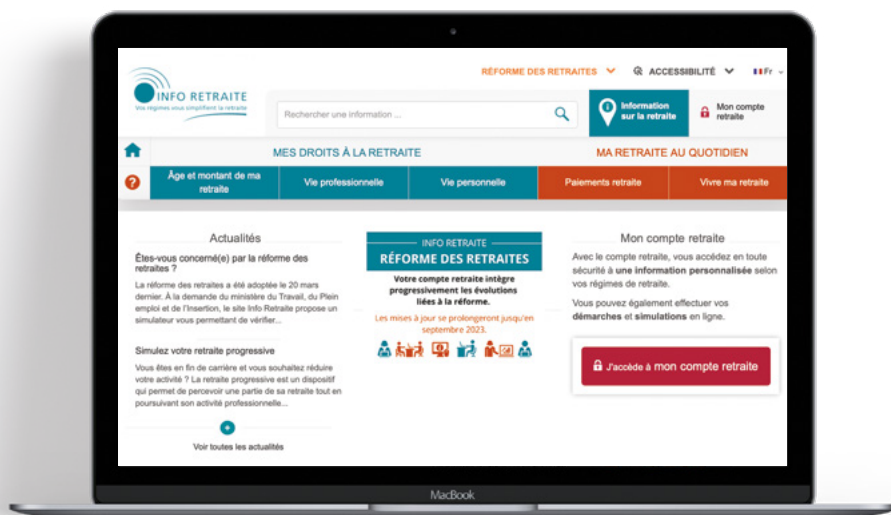 RÉFORME DES RETRAITES
ACCESSIBILITÉ
Fr
INFO RETRAITE
Vos régimes vous simplifient la retraite
Rechercher une information ...
Information
sur la retraite
Mon compte
retraite
MES DROITS À LA RETRAITE
MA RETRAITE AU QUOTIDIEN
Âge et montant de ma
retraite
Vie professionnelle
Vie personnelle
Paiements retraite
Vivre ma retraite
Actualités
Êtes-vous concerné(e) par la réforme des
retraites ?
La réforme des retraites a été adoptée le 20 mars
dernier. À la demande du ministère du Travail, du Plein
emploi et de l'Insertion, le site Info Retraite propose un
simulateur vous permettant de vérifier...
Simulez votre retraite progressive
Vous êtes en fin de carrière et vous souhaitez réduire
votre activité ? La retraite progressive est un dispositif
qui permet de percevoir une partie de sa retraite tout en
poursuivant son activité professionnelle...
Voir toutes les actualités
INFO RETRAITE
RÉFORME DES RETRAITES
Votre compte retraite intègre
progressivement les évolutions
liées à la réforme.
Les mises à jour se prolongeront jusqu'en
septembre 2023.
Mon compte retraite
Avec le compte retraite, vous accédez en toute
sécurité à une information personnalisée selon
vos régimes de retraite.
Vous pouvez également effectuer vos
démarches et simulations en ligne.
J'accède à mon compte retraite
MacBook